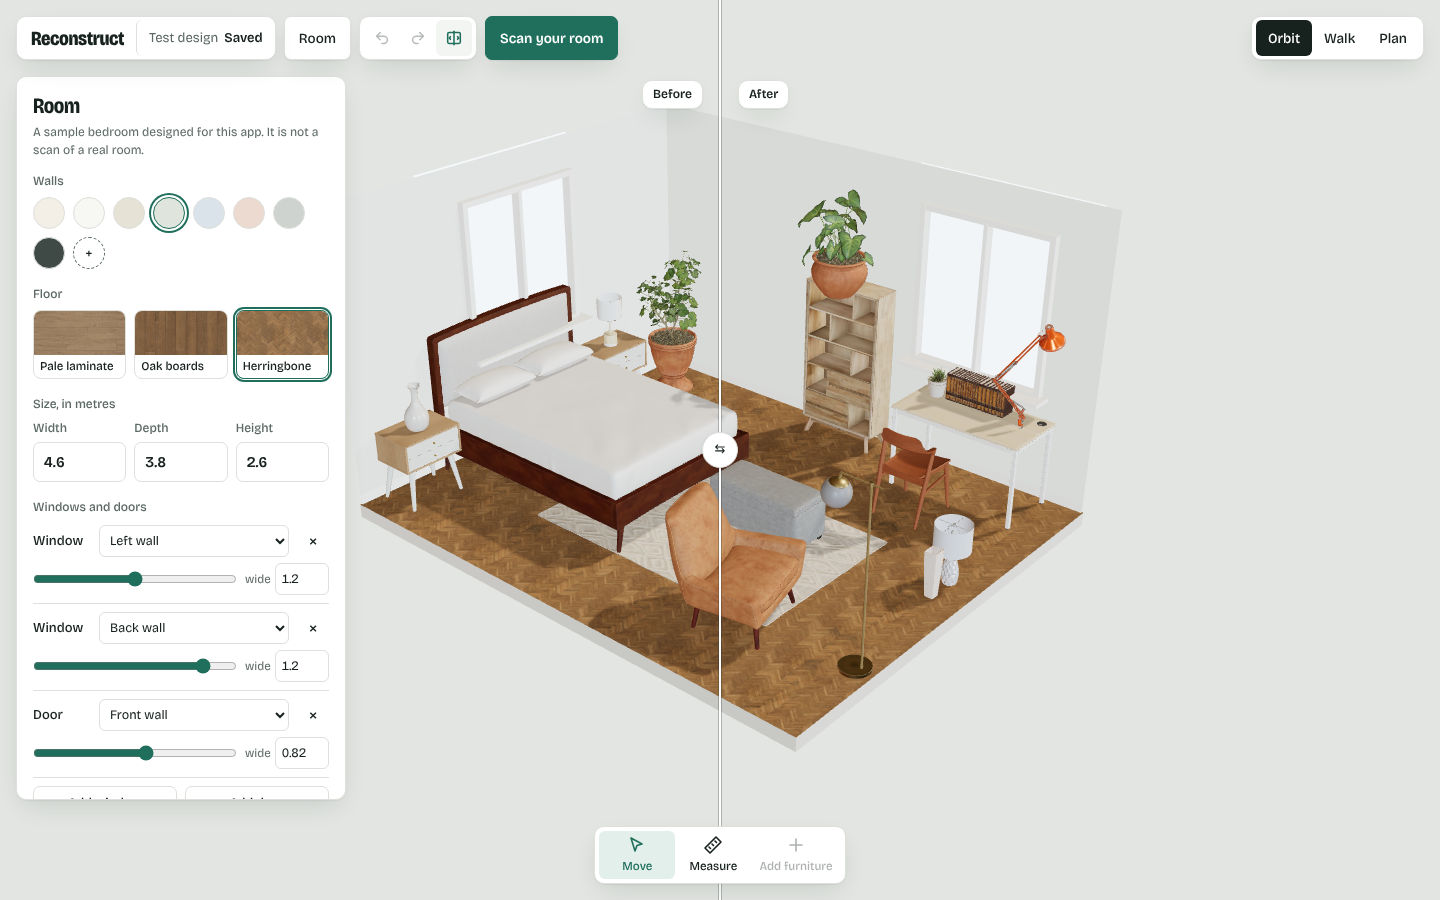 Reconstruct
Test design Saved
Room
Scan your room
Orbit
Walk
Plan
Before
After
Room
A sample bedroom designed for this app. It is not a
scan of a real room.
Walls
+
Floor
Pale laminate
Oak boards
Herringbone
Size, in metres
Width
Depth
Height
4.6
3.8
2.6
Windows and doors
Window
Left wall
×
wide
1.2
Window
Back wall
×
wide
1.2
Door
Front wall
×
wide
0.82
Move
Measure
Add furniture